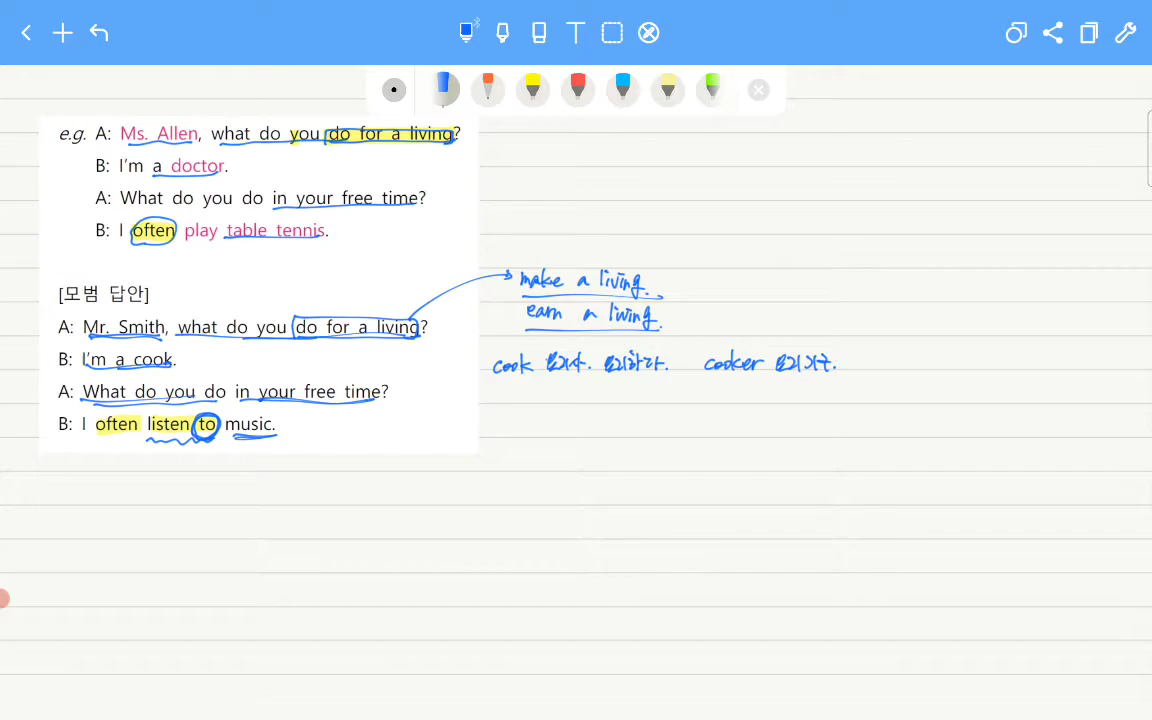 e.g. A: Ms. Allen, what do you do for a living?
B: I'm a doctor.
A: What do you do in your free time?
B: I often play table tennis.
[모범 답안]
A: Mr. Smith, what do you do for a living?
B: I'm a cook.
A: What do you do in your free time?
B: I often listen to music.
make a living.
earn a living.
cook 요리사. 요리하다. cooker 요리기구.